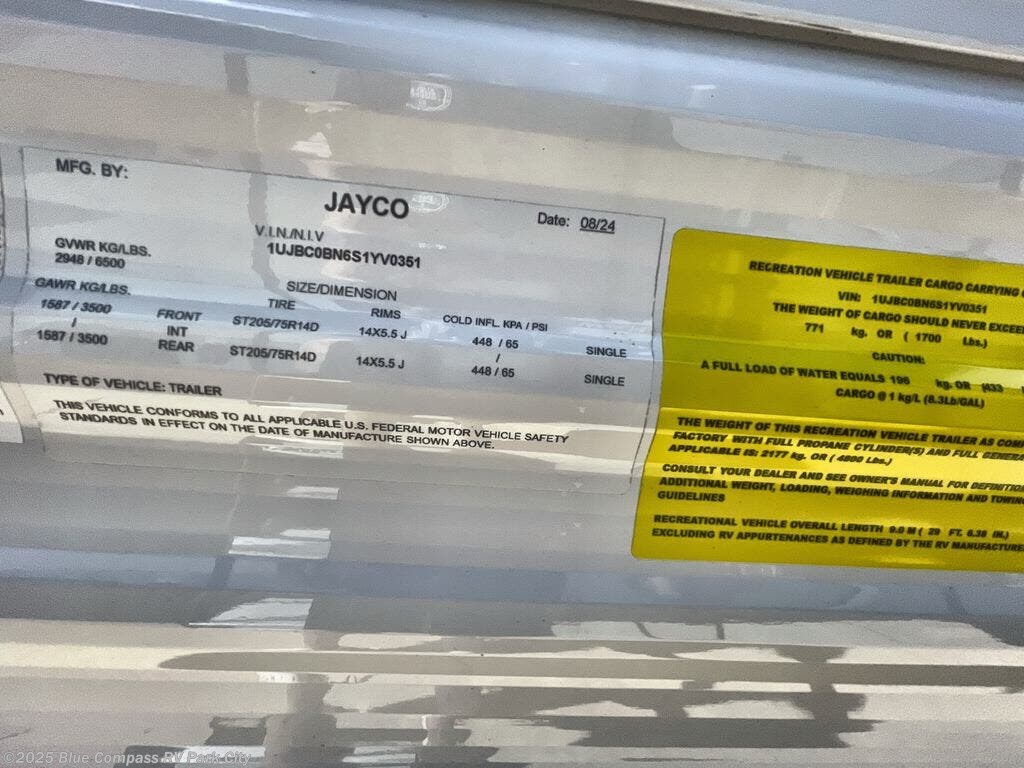 MFG. BY:
JAYCO
Date: 08/24
V.I.N./N.I.V
1UJBC0BN6S1YV0351
GVWR KG/LBS.
2948 / 6500
GAWR KG/LBS.
SIZE/DIMENSION
TIRE RIMS COLD INFL. KPA / PSI
1587 / 3500 FRONT ST205/75R14D 14X5.5 J 448 / 65 SINGLE
/ INT /
1587 / 3500 REAR ST205/75R14D 14X5.5 J 448 / 65 SINGLE
TYPE OF VEHICLE: TRAILER
THIS VEHICLE CONFORMS TO ALL APPLICABLE U.S. FEDERAL MOTOR VEHICLE SAFETY
STANDARDS IN EFFECT ON THE DATE OF MANUFACTURE SHOWN ABOVE.
RECREATION VEHICLE TRAILER CARGO CARRYING
VIN: 1UJBC0BN6S1YV0351
THE WEIGHT OF CARGO SHOULD NEVER EXCEED
771 kg. OR ( 1700 Lbs.)
CAUTION:
A FULL LOAD OF WATER EQUALS 196 kg. OR (433
CARGO @ 1 kg/L (8.3Lb/GAL)
THE WEIGHT OF THIS RECREATION VEHICLE TRAILER AS
FACTORY WITH FULL PROPANE CYLINDER(S) AND FULL
APPLICABLE IS: 2177 kg. OR ( 4800 Lbs.)
CONSULT YOUR DEALER AND SEE OWNER'S MANUAL FOR
ADDITIONAL WEIGHT, LOADING, WEIGHING INFORMATION AND
GUIDELINES
RECREATIONAL VEHICLE OVERALL LENGTH 9.0 M ( 29 FT. 6.38 IN.)
EXCLUDING RV APPURTENANCES AS DEFINED BY THE RV
©2025 Blue Compass RV Park City